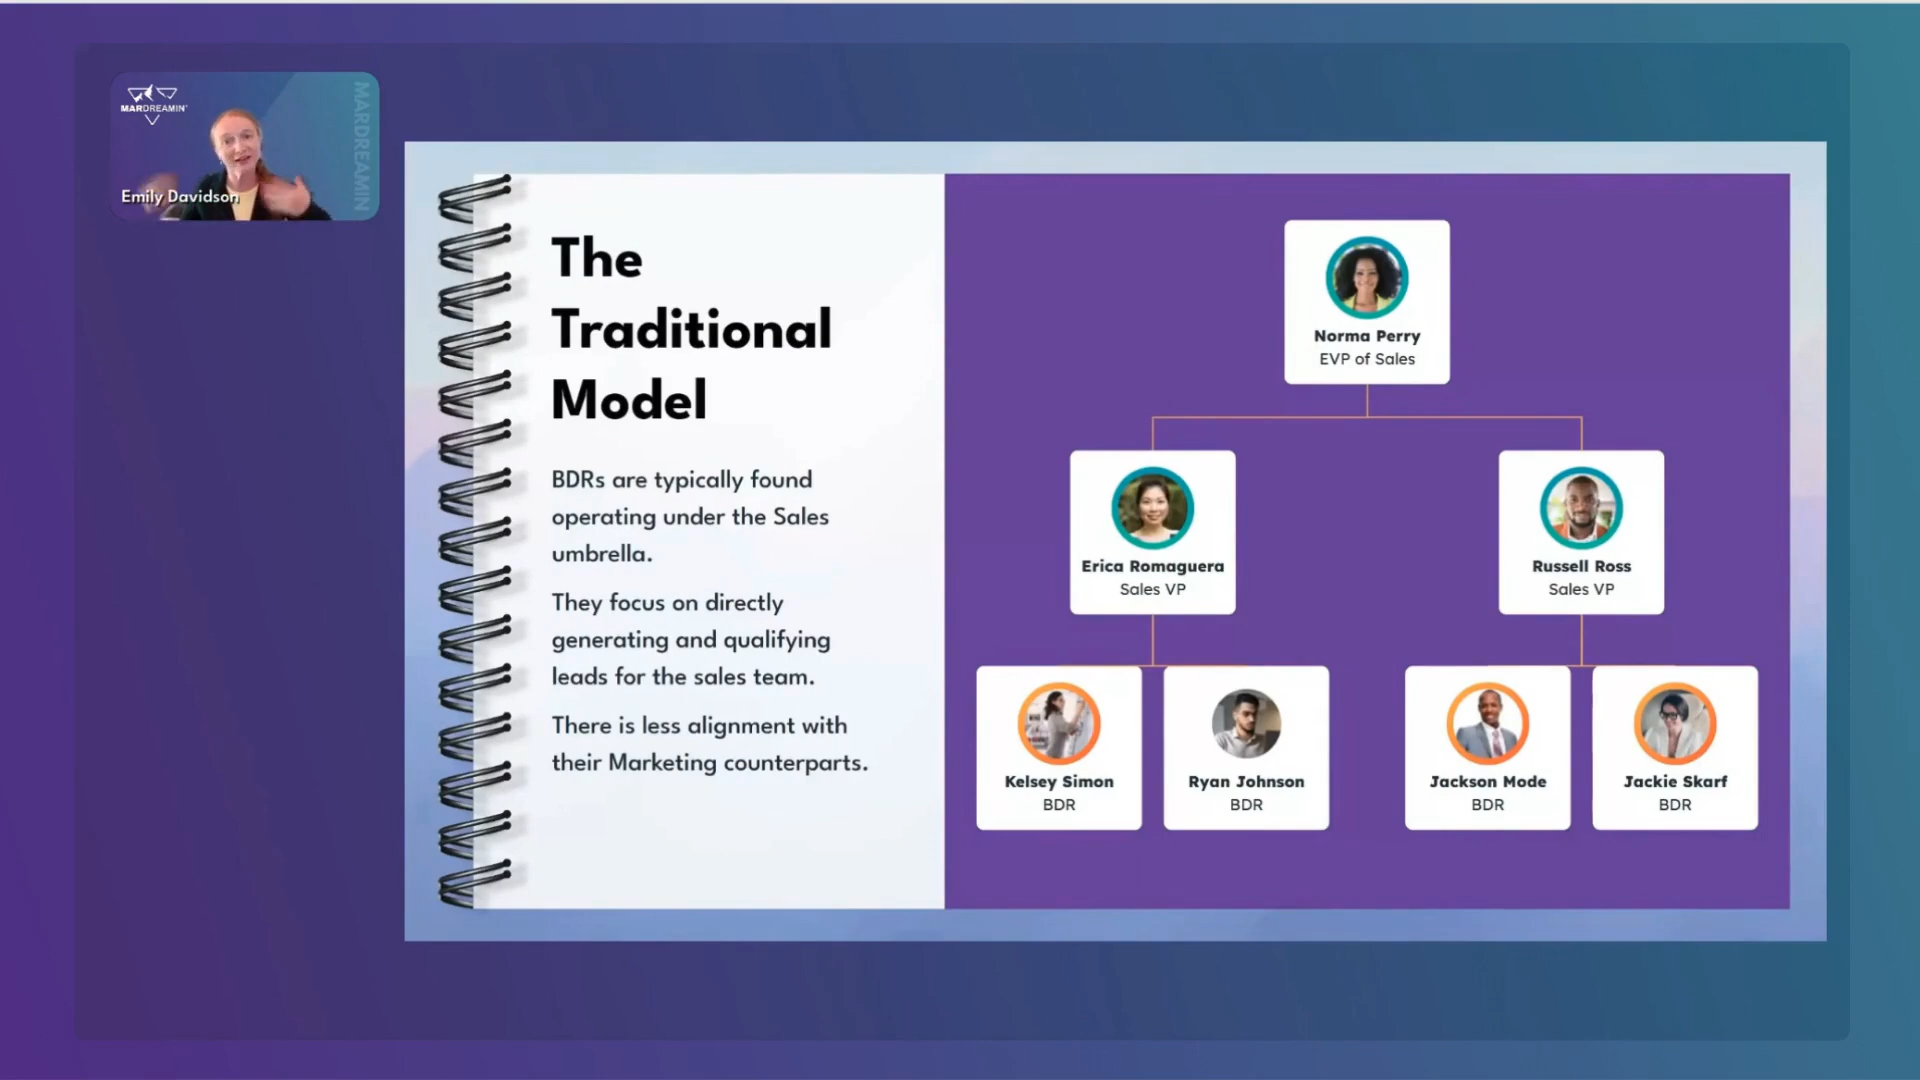 MARDREAMIN'
MARDREAMIN
Emily Davidson
The
Traditional
Model
BDRs are typically found
operating under the Sales
umbrella.
They focus on directly
generating and qualifying
leads for the sales team.
There is less alignment with
their Marketing counterparts.
Norma Perry
EVP of Sales
Erica Romaguera
Sales VP
Russell Ross
Sales VP
Kelsey Simon
BDR
Ryan Johnson
BDR
Jackson Mode
BDR
Jackie Skarf
BDR